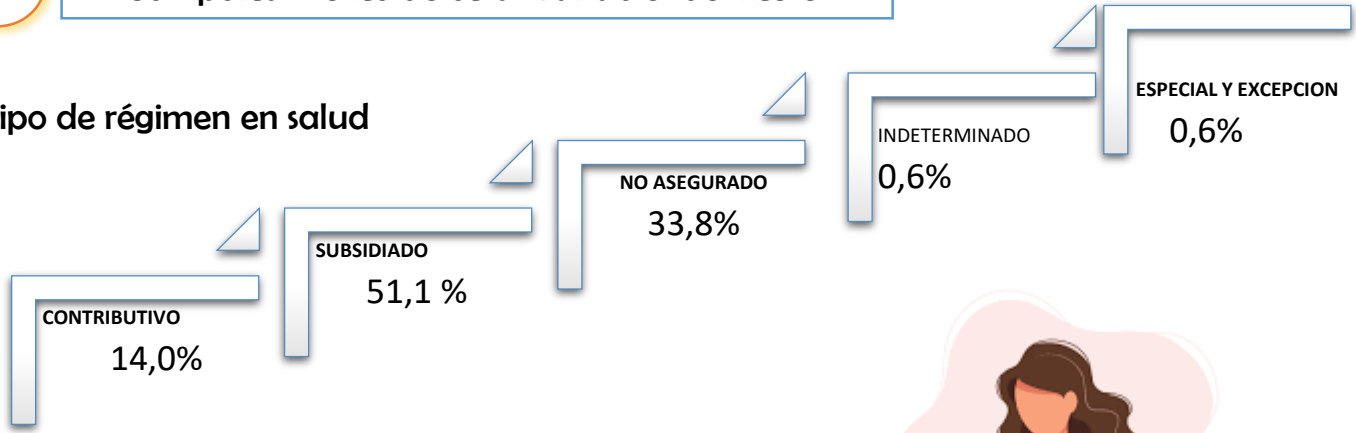 ipo de régimen en salud
ESPECIAL Y EXCEPCION
0,6%
INDETERMINADO
0,6%
NO ASEGURADO
33,8%
SUBSIDIADO
51,1 %
CONTRIBUTIVO
14,0%